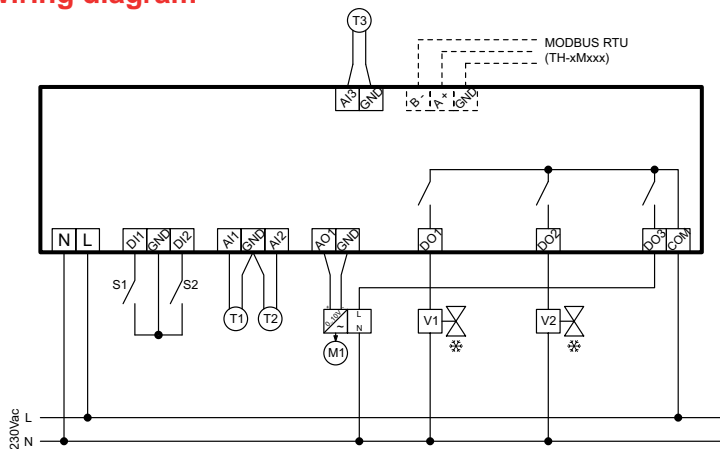 wiring diagram
T3
MODBUS RTU
(TH-xMxxx)
AI3 GND B - A + GND
N L DI1 GND DI2 AI1 GND AI2 AO1 GND DO1 DO2 DO3 COM
S1 S2
T1 T2
+ -
0..10V ~ L N
V1 V2
M1
230Vac
L
N